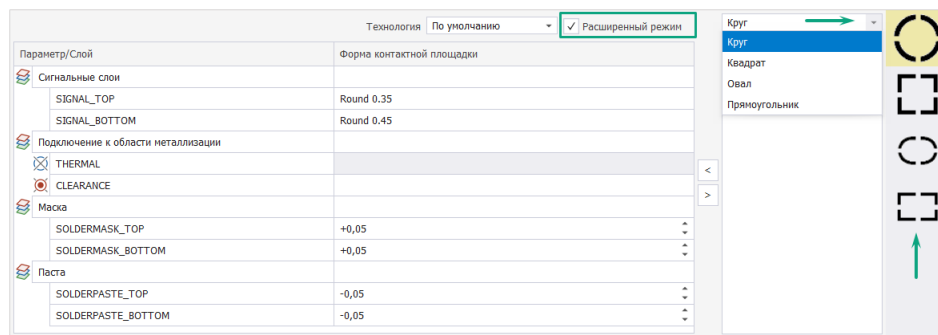 Технология По умолчанию Расширенный режим Круг
Параметр/Слой Форма контактной площадки
Сигнальные слои
SIGNAL_TOP Round 0.35
SIGNAL_BOTTOM Round 0.45
Подключение к области металлизации
THERMAL
CLEARANCE
Маска
SOLDERMASK_TOP +0,05
SOLDERMASK_BOTTOM +0,05
Паста
SOLDERPASTE_TOP -0,05
SOLDERPASTE_BOTTOM -0,05
<
>
Круг
Квадрат
Овал
Прямоугольник